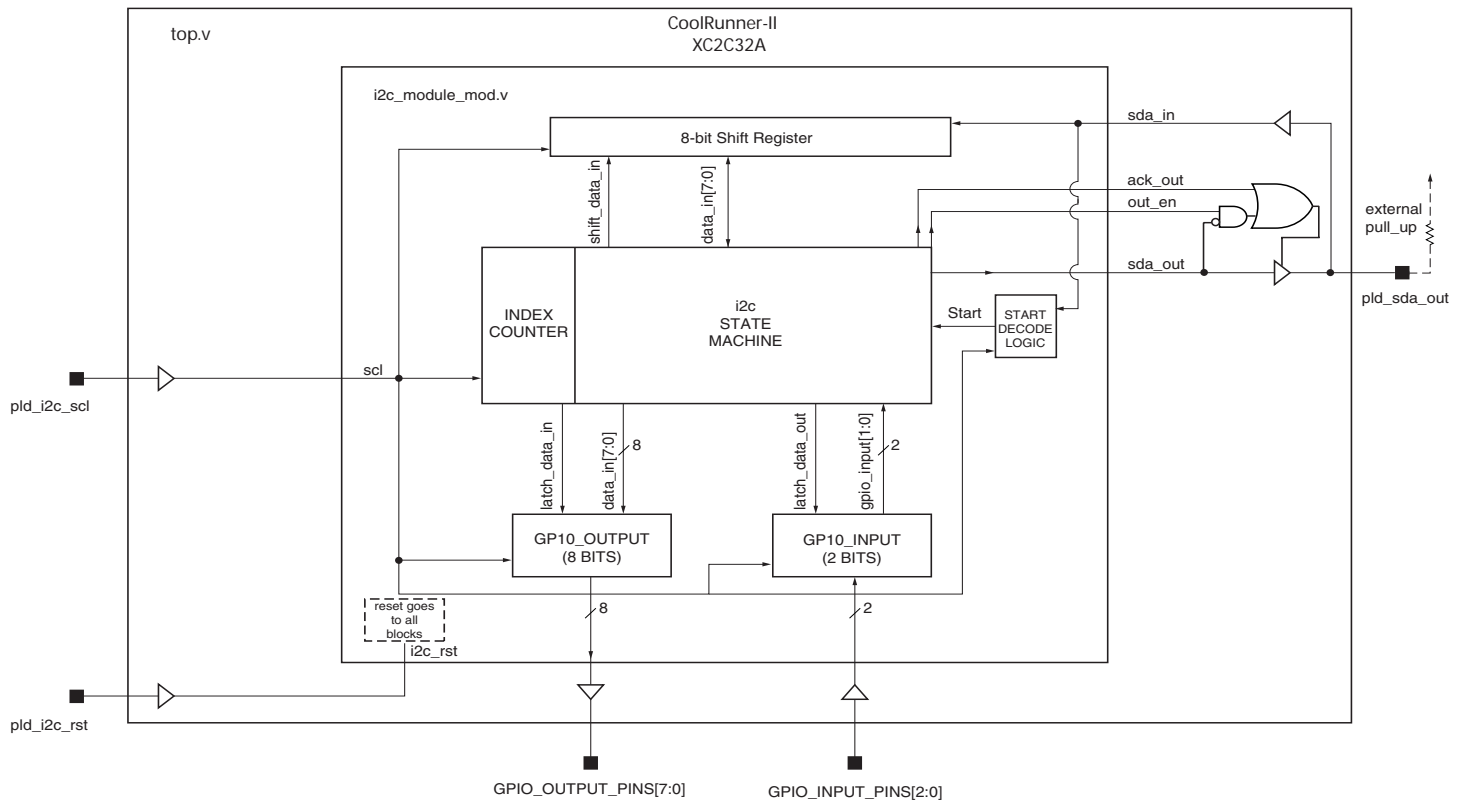 CoolRunner-II
XC2C32A
top.v
i2c_module_mod.v
8-bit Shift Register
sda_in
shift_data_in
data_in[7:0]
ack_out
out_en
external
pull_up
sda_out
pld_sda_out
INDEX
COUNTER
i2c
STATE
MACHINE
Start
START
DECODE
LOGIC
scl
pld_i2c_scl
latch_data_in
data_in[7:0]
8
latch_data_out
gpio_input[1:0]
2
GP10_OUTPUT
(8 BITS)
GP10_INPUT
(2 BITS)
reset goes
to all
blocks
8
2
i2c_rst
pld_i2c_rst
GPIO_OUTPUT_PINS[7:0]
GPIO_INPUT_PINS[2:0]